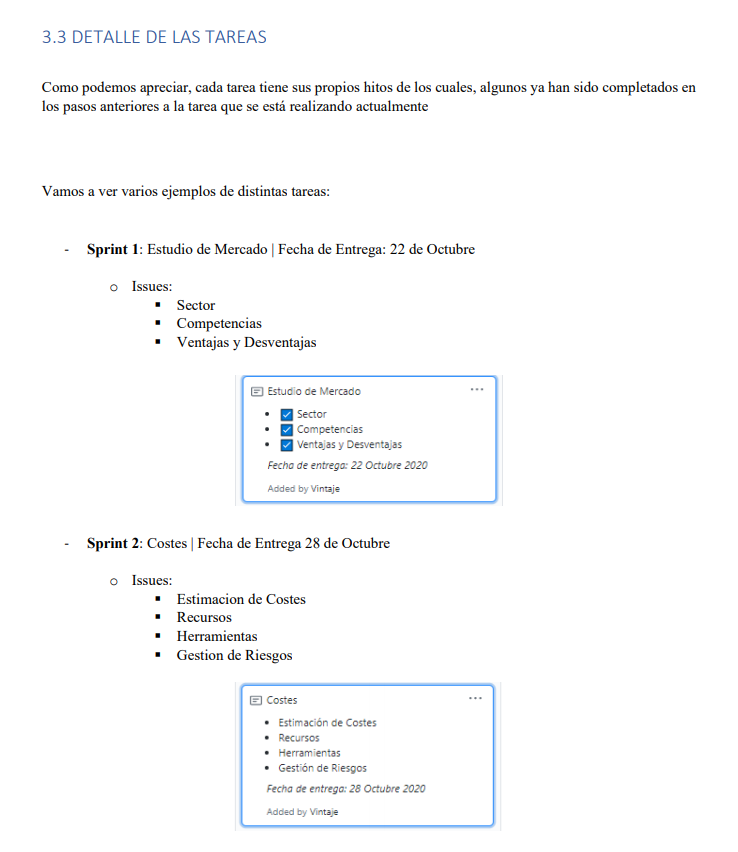 3.3 DETALLE DE LAS TAREAS
Como podemos apreciar, cada tarea tiene sus propios hitos de los cuales, algunos ya han sido completados en
los pasos anteriores a la tarea que se está realizando actualmente
Vamos a ver varios ejemplos de distintas tareas:
- Sprint 1: Estudio de Mercado | Fecha de Entrega: 22 de Octubre
o Issues:
▪ Sector
▪ Competencias
▪ Ventajas y Desventajas
Estudio de Mercado ...
• Sector
• Competencias
• Ventajas y Desventajas
Fecha de entrega: 22 Octubre 2020
Added by Vintaje
- Sprint 2: Costes | Fecha de Entrega 28 de Octubre
o Issues:
▪ Estimacion de Costes
▪ Recursos
▪ Herramientas
▪ Gestion de Riesgos
Costes ...
• Estimación de Costes
• Recursos
• Herramientas
• Gestión de Riesgos
Fecha de entrega: 28 Octubre 2020
Added by Vintaje